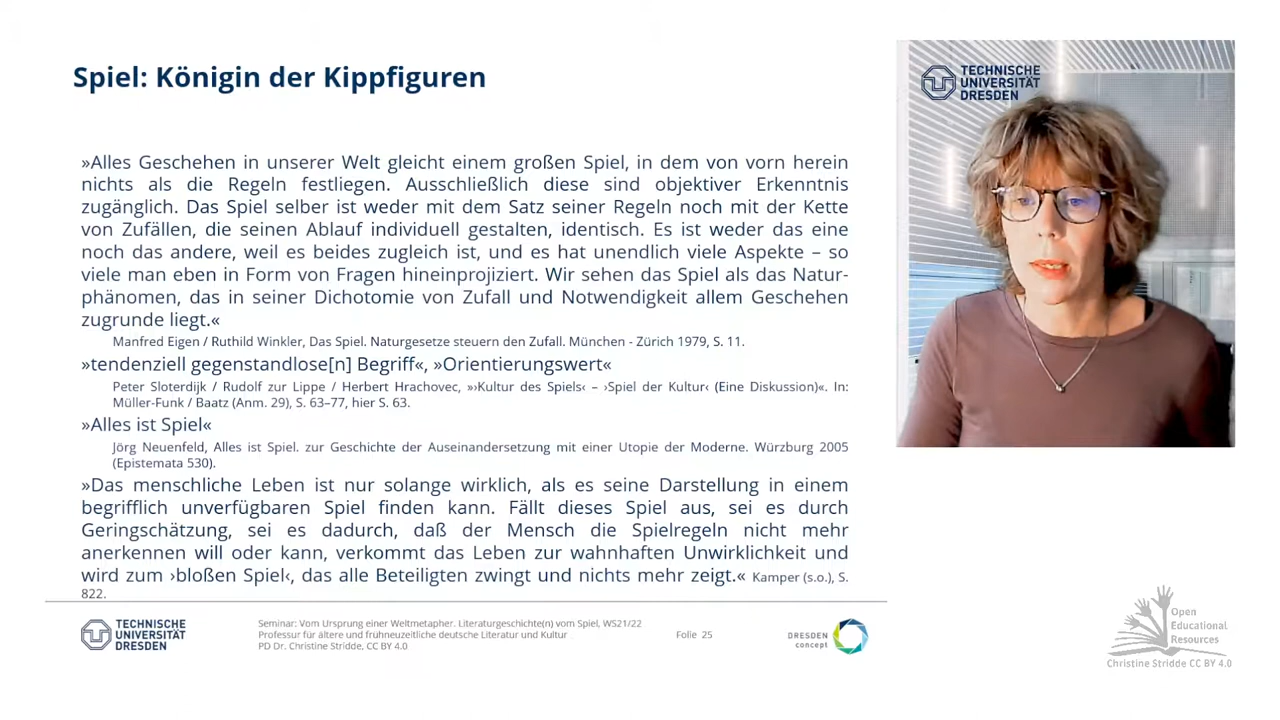 Spiel: Königin der Kippfiguren
»Alles Geschehen in unserer Welt gleicht einem großen Spiel, in dem von vorn herein
nichts als die Regeln festliegen. Ausschließlich diese sind objektiver Erkenntnis
zugänglich. Das Spiel selber ist weder mit dem Satz seiner Regeln noch mit der Kette
von Zufällen, die seinen Ablauf individuell gestalten, identisch. Es ist weder das eine
noch das andere, weil es beides zugleich ist, und es hat unendlich viele Aspekte – so
viele man eben in Form von Fragen hineinprojiziert. Wir sehen das Spiel als das Natur-
phänomen, das in seiner Dichotomie von Zufall und Notwendigkeit allem Geschehen
zugrunde liegt.«
Manfred Eigen / Ruthild Winkler, Das Spiel. Naturgesetze steuern den Zufall. München - Zürich 1979, S. 11.
»tendenziell gegenstandlose[n] Begriff«, »Orientierungswert«
Peter Sloterdijk / Rudolf zur Lippe / Herbert Hrachovec, »›Kultur des Spiels‹ – ›Spiel der Kultur‹ (Eine Diskussion)«. In:
Müller-Funk / Baatz (Anm. 29), S. 63–77, hier S. 63.
»Alles ist Spiel«
Jörg Neuenfeld, Alles ist Spiel. zur Geschichte der Auseinandersetzung mit einer Utopie der Moderne. Würzburg 2005
(Epistemata 530).
»Das menschliche Leben ist nur solange wirklich, als es seine Darstellung in einem
begrifflich unverfügbaren Spiel finden kann. Fällt dieses Spiel aus, sei es durch
Geringschätzung, sei es dadurch, daß der Mensch die Spielregeln nicht mehr
anerkennen will oder kann, verkommt das Leben zur wahnhaften Unwirklichkeit und
wird zum ›bloßen Spiel‹, das alle Beteiligten zwingt und nichts mehr zeigt.« Kamper (s.o.), S.
822.
TECHNISCHE
UNIVERSITÄT
DRESDEN
Seminar: Vom Ursprung einer Weltmetapher. Literaturgeschichte(n) vom Spiel, WS21/22
Professur für ältere und frühneuzeitliche deutsche Literatur und Kultur
PD Dr. Christine Stridde, CC BY 4.0
Folie 25
DRESDEN
concept
TECHNISCHE
UNIVERSITÄT
DRESDEN
Open
Educational
Resources
Christine Stridde CC BY 4.0